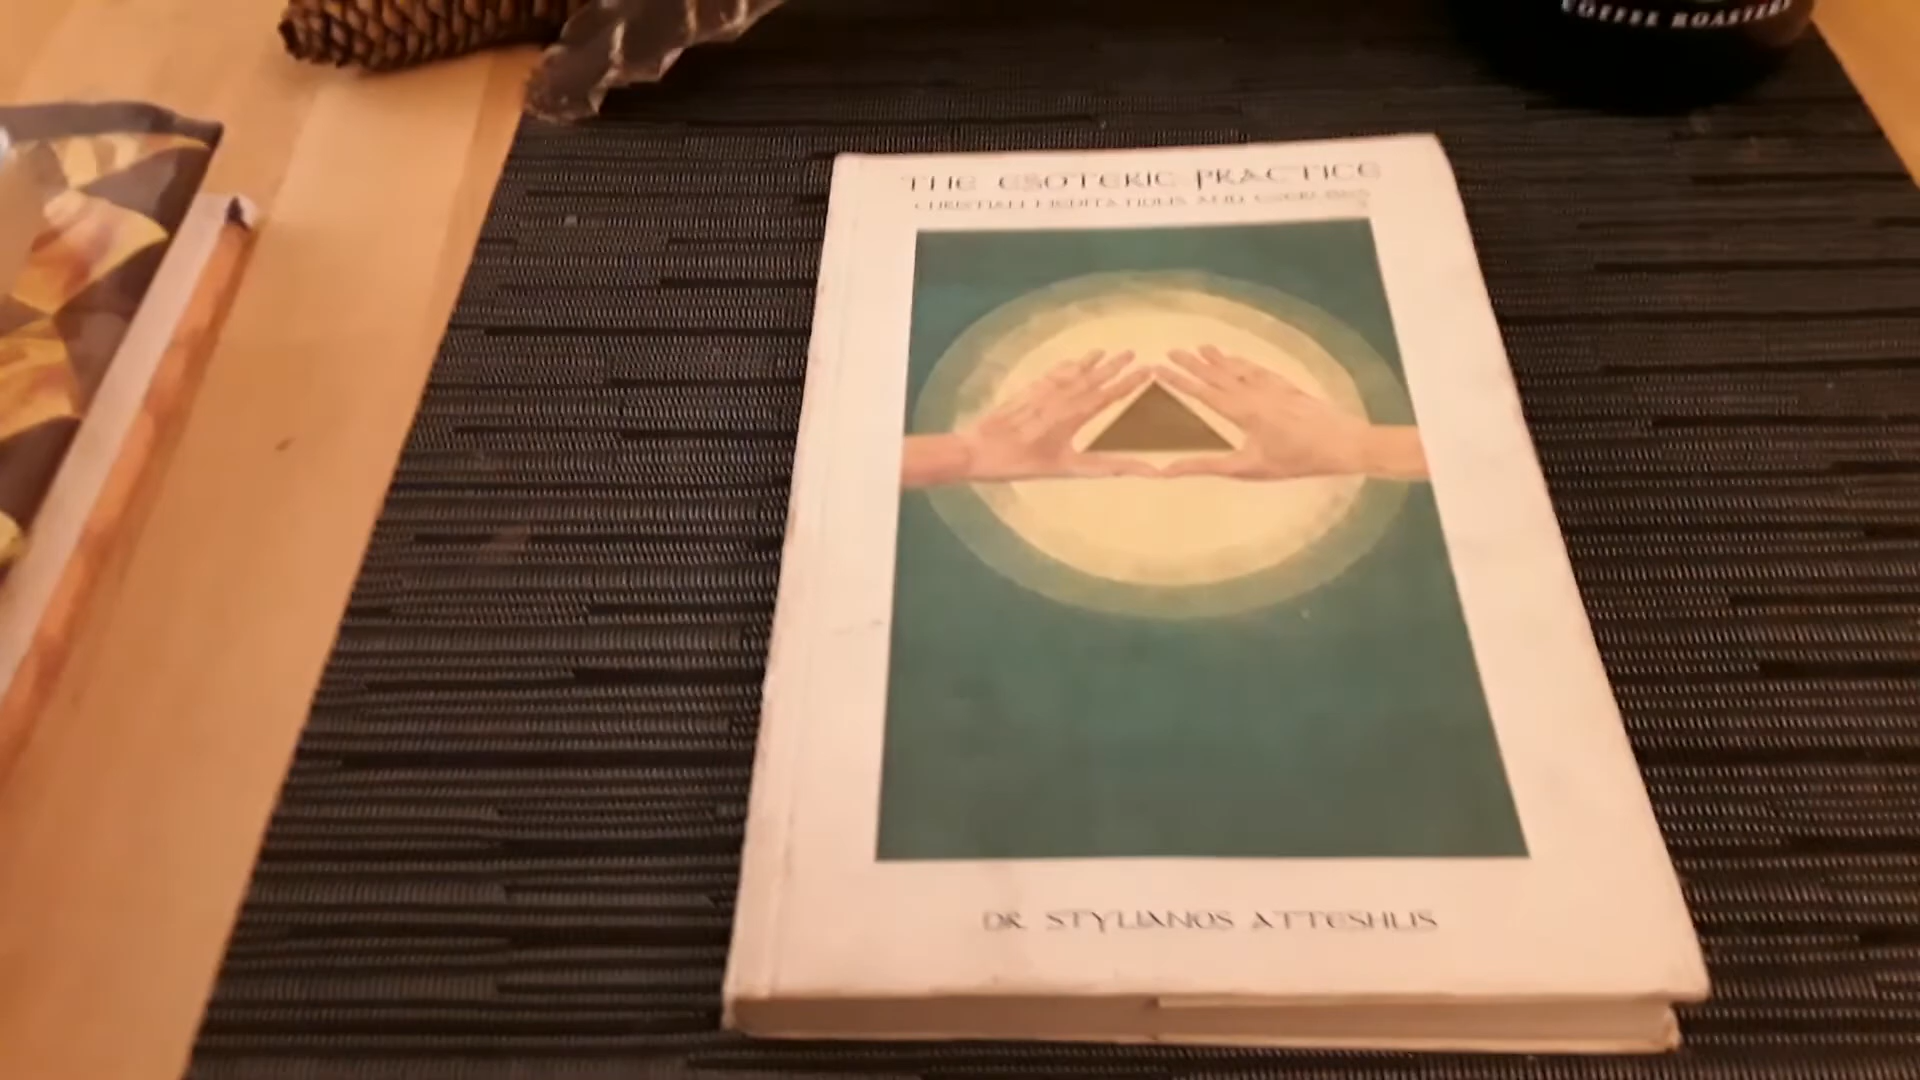 COFFEE ROASTERS
THE ESOTERIC PRACTICE
CHRISTIAN MEDITATIONS AND EXERCISES
DR STYLIANOS ATTESHLIS